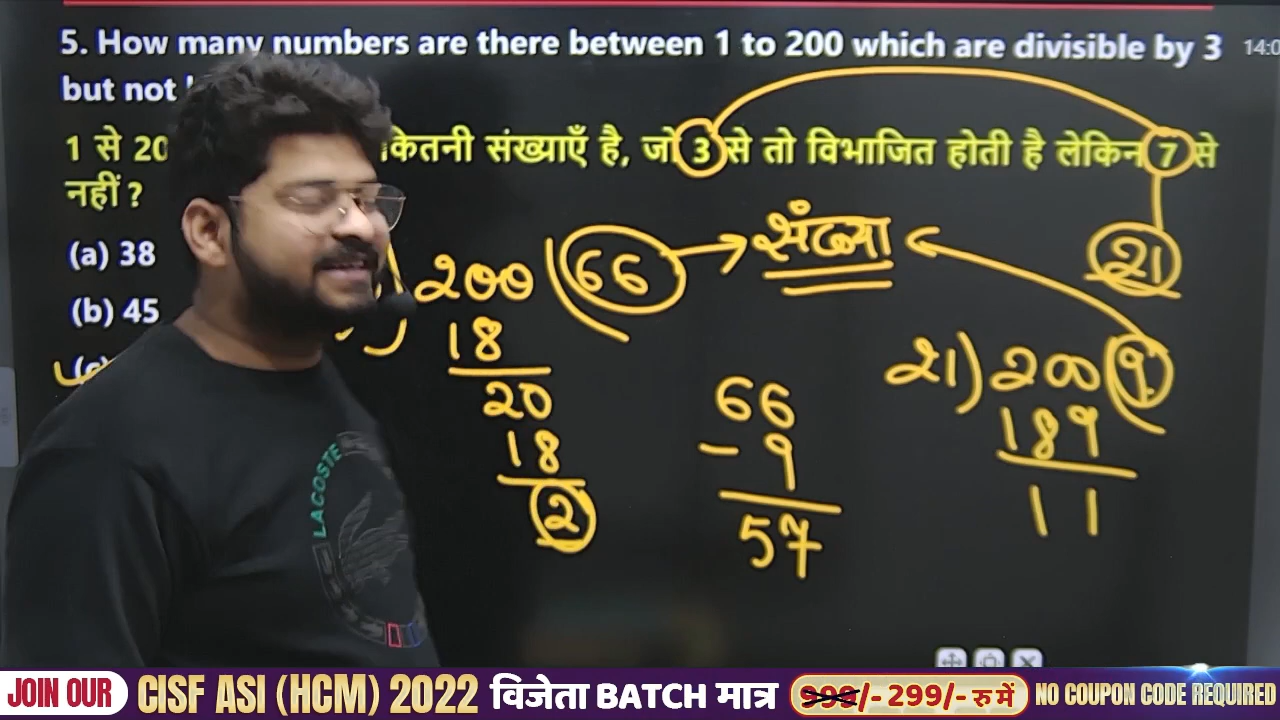 5. How many numbers are there between 1 to 200 which are divisible by 3
14:0
but not
1 से 20 कितनी संख्याएँ है, जो 3 से तो विभाजित होती है लेकिन 7 से
नहीं ?
(a) 38
(b) 45
200 66 → संख्या
18
20
18
2
66
- 9
57
21
21) 200 ( 9
189
11
LACOSTE
JOIN OUR CISF ASI (HCM) 2022 विजेता BATCH मात्र 999/- 299/- रु में NO COUPON CODE REQUIRED